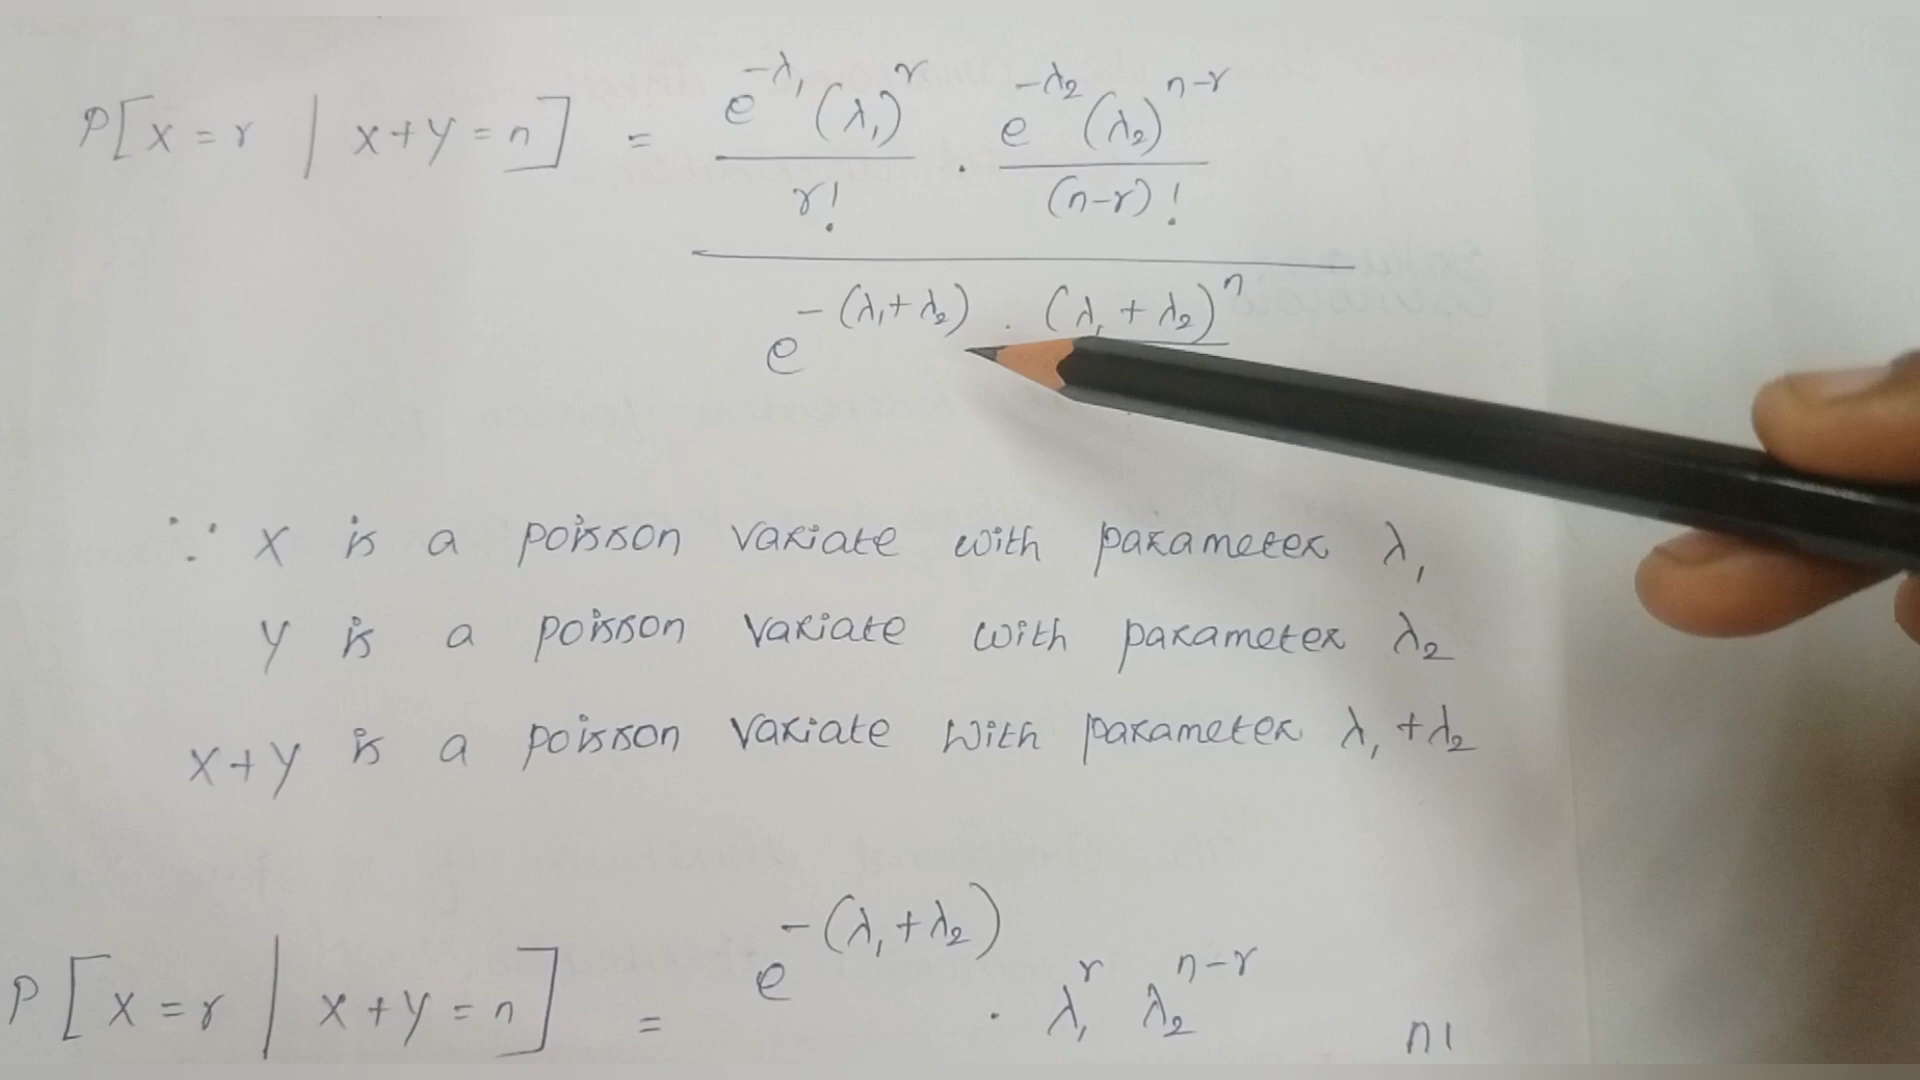 P[X = r | X+Y = n] = e^{-λ₁} (λ₁)^r / r! · e^{-λ₂} (λ₂)^{n-r} / (n-r)!
e^{-(λ₁+λ₂)} · (λ₁ + λ₂)^n
∵ X is a poisson variate with parameter λ₁
Y is a poisson variate with parameter λ₂
X+Y is a poisson variate with parameter λ₁+λ₂
P[X = r | X+Y = n] = e^{-(λ₁+λ₂)} · λ₁^r λ₂^{n-r} n!